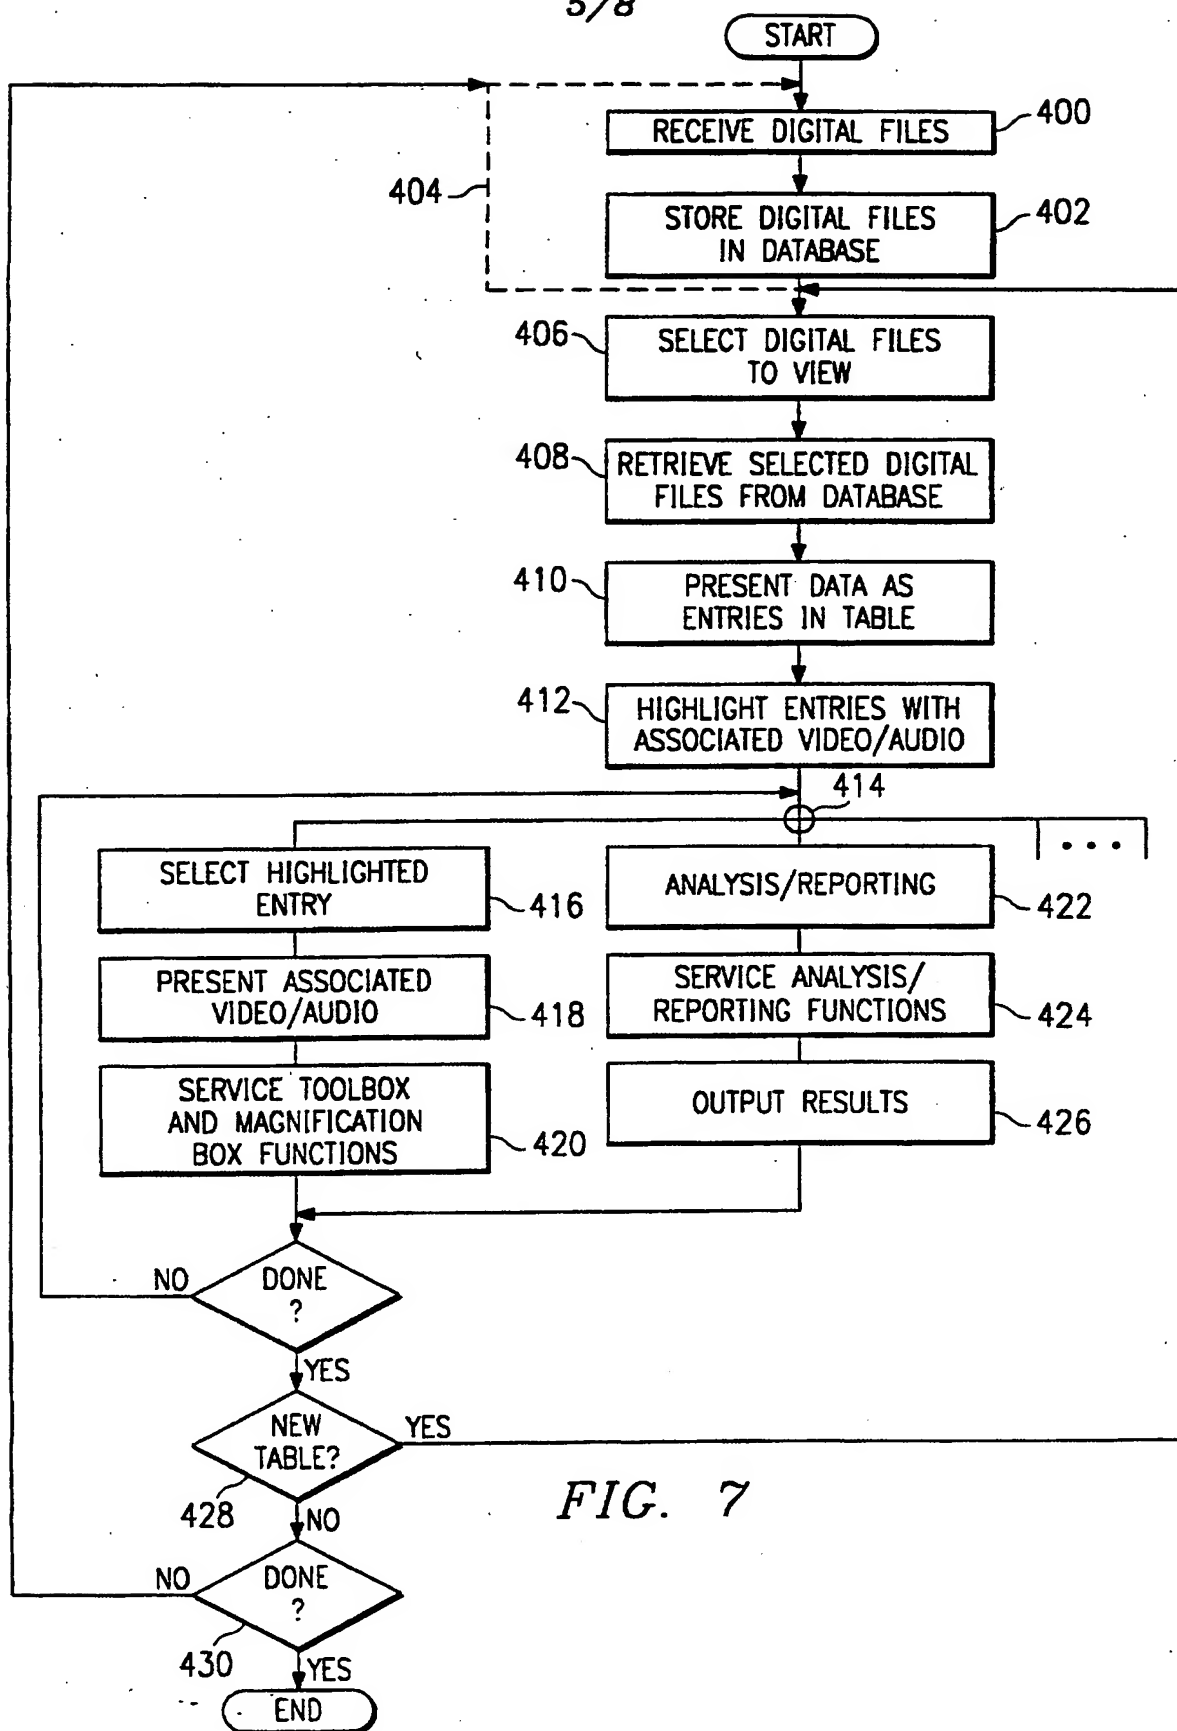 5/8
START
RECEIVE DIGITAL FILES
400
404
STORE DIGITAL FILES
IN DATABASE
402
406
SELECT DIGITAL FILES
TO VIEW
408
RETRIEVE SELECTED DIGITAL
FILES FROM DATABASE
410
PRESENT DATA AS
ENTRIES IN TABLE
412
HIGHLIGHT ENTRIES WITH
ASSOCIATED VIDEO/AUDIO
414
• • •
SELECT HIGHLIGHTED
ENTRY
416
ANALYSIS/REPORTING
422
PRESENT ASSOCIATED
VIDEO/AUDIO
418
SERVICE ANALYSIS/
REPORTING FUNCTIONS
424
SERVICE TOOLBOX
AND MAGNIFICATION
BOX FUNCTIONS
420
OUTPUT RESULTS
426
NO
DONE
?
YES
NEW
TABLE?
YES
428
NO
FIG. 7
NO
DONE
?
430
YES
END